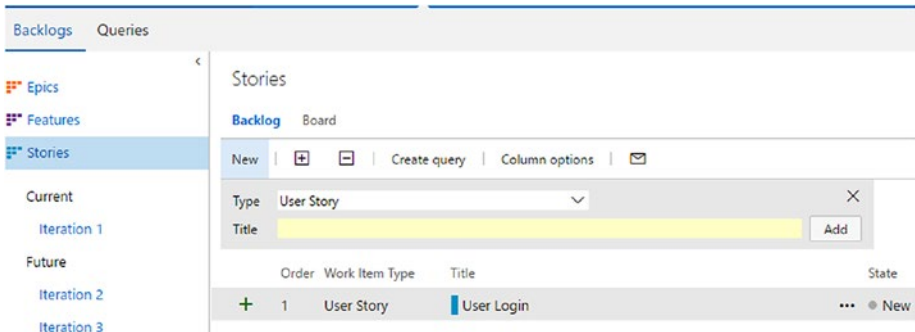 Backlogs Queries
Epics
Features
Stories
Current
Iteration 1
Future
Iteration 2
Iteration 3
Stories
Backlog Board
New Create query Column options
Type User Story
Title Add
Order Work Item Type Title State
1 User Story User Login New